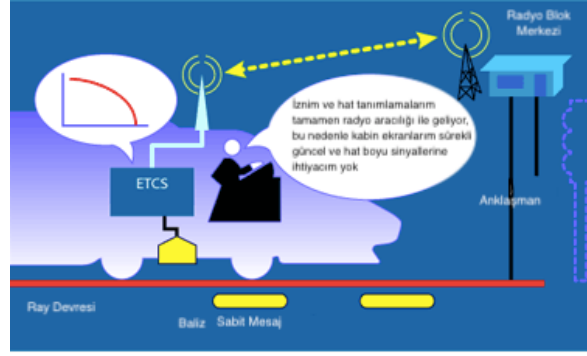 Radyo Blok
Merkezi
İznim ve hat tanımlamalarım
tamamen radyo aracılığı ile geliyor,
bu nedenle kabin ekranlarım sürekli
güncel ve hat boyu sinyallerine
ihtiyacım yok
ETCS
Anklaşman
Ray Devresi
Baliz
Sabit Mesaj